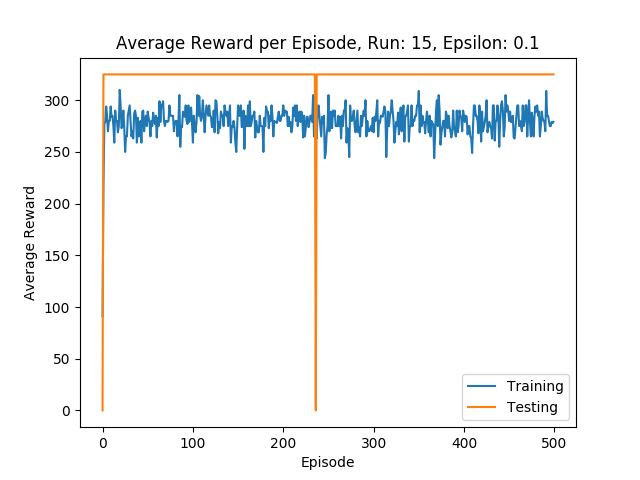 Average Reward per Episode, Run: 15, Epsilon: 0.1
Average Reward
300
250
200
150
100
50
0
0 100 200 300 400 500
Episode
Training
Testing